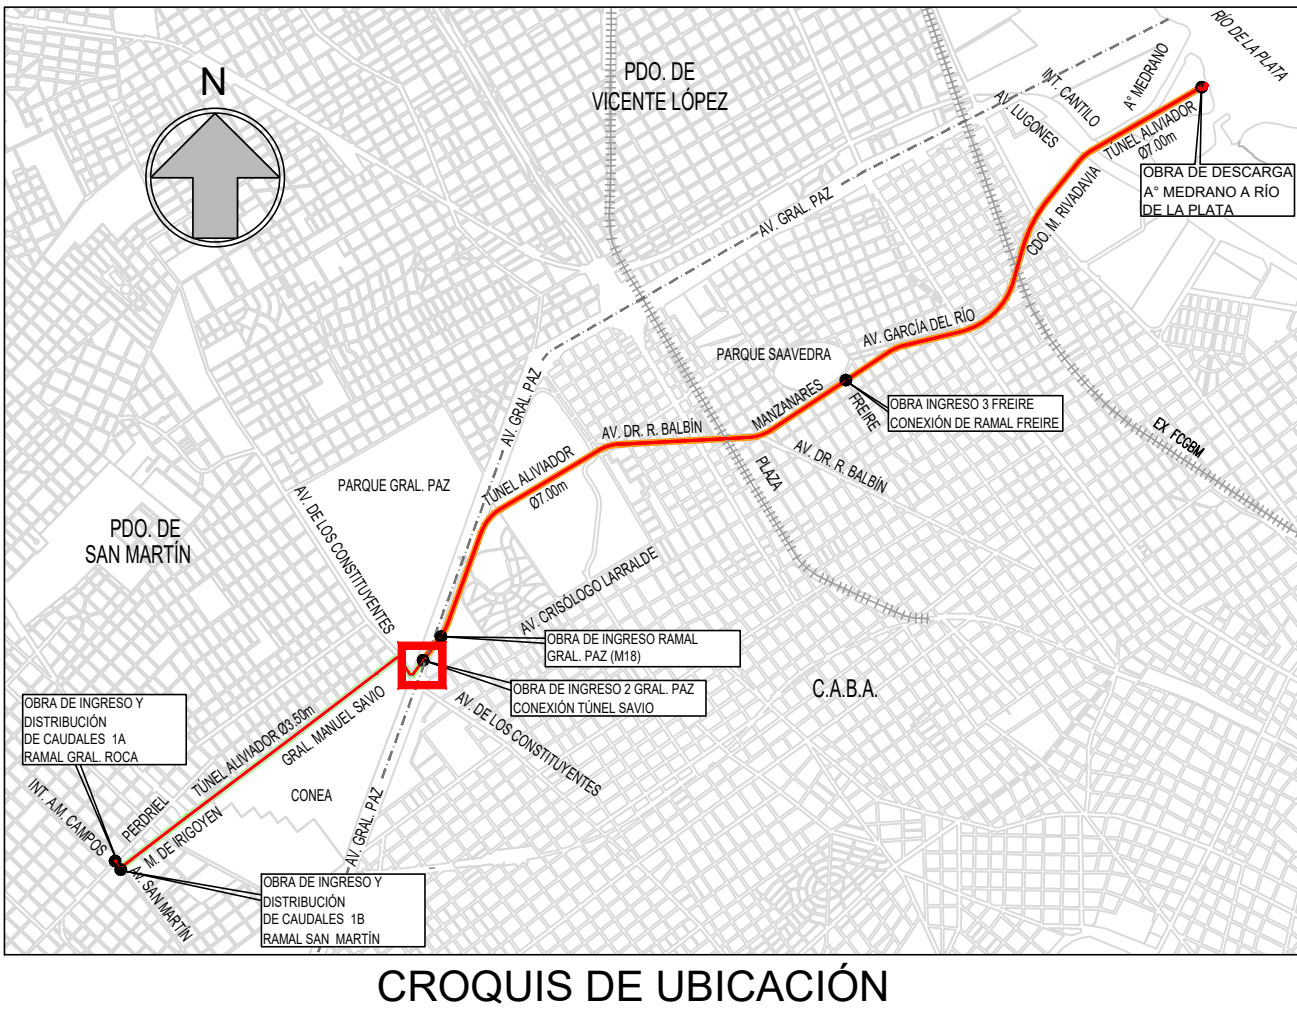 RÍO DE LA PLATA
N
PDO. DE
VICENTE LÓPEZ
INT. CANTILO
A° MEDRANO
AV. LUGONES
TÚNEL ALIVIADOR
Ø7.00m
OBRA DE DESCARGA
A° MEDRANO A RÍO
DE LA PLATA
AV. GRAL. PAZ
CDO. M. RIVADAVIA
AV. GARCÍA DEL RÍO
PARQUE SAAVEDRA
MANZANARES
FREIRE
OBRA INGRESO 3 FREIRE
CONEXIÓN DE RAMAL FREIRE
EX FCGBM
AV. GRAL. PAZ
AV. DR. R. BALBÍN
AV. DR. R. BALBÍN
PLAZA
TÚNEL ALIVIADOR
Ø7.00m
PARQUE GRAL. PAZ
AV. DE LOS CONSTITUYENTES
PDO. DE
SAN MARTÍN
AV. CRISÓLOGO LARRALDE
OBRA DE INGRESO RAMAL
GRAL. PAZ (M18)
OBRA DE INGRESO 2 GRAL. PAZ
CONEXIÓN TÚNEL SAVIO
C.A.B.A.
AV. DE LOS CONSTITUYENTES
OBRA DE INGRESO Y
DISTRIBUCIÓN
DE CAUDALES 1A
RAMAL GRAL. ROCA
TÚNEL ALIVIADOR Ø3.50m
GRAL. MANUEL SAVIO
CONEA
AV. GRAL. PAZ
INT. A.M. CAMPOS
PERDRIEL
M. DE IRIGOYEN
AV. SAN MARTÍN
OBRA DE INGRESO Y
DISTRIBUCIÓN
DE CAUDALES 1B
RAMAL SAN MARTÍN
CROQUIS DE UBICACIÓN